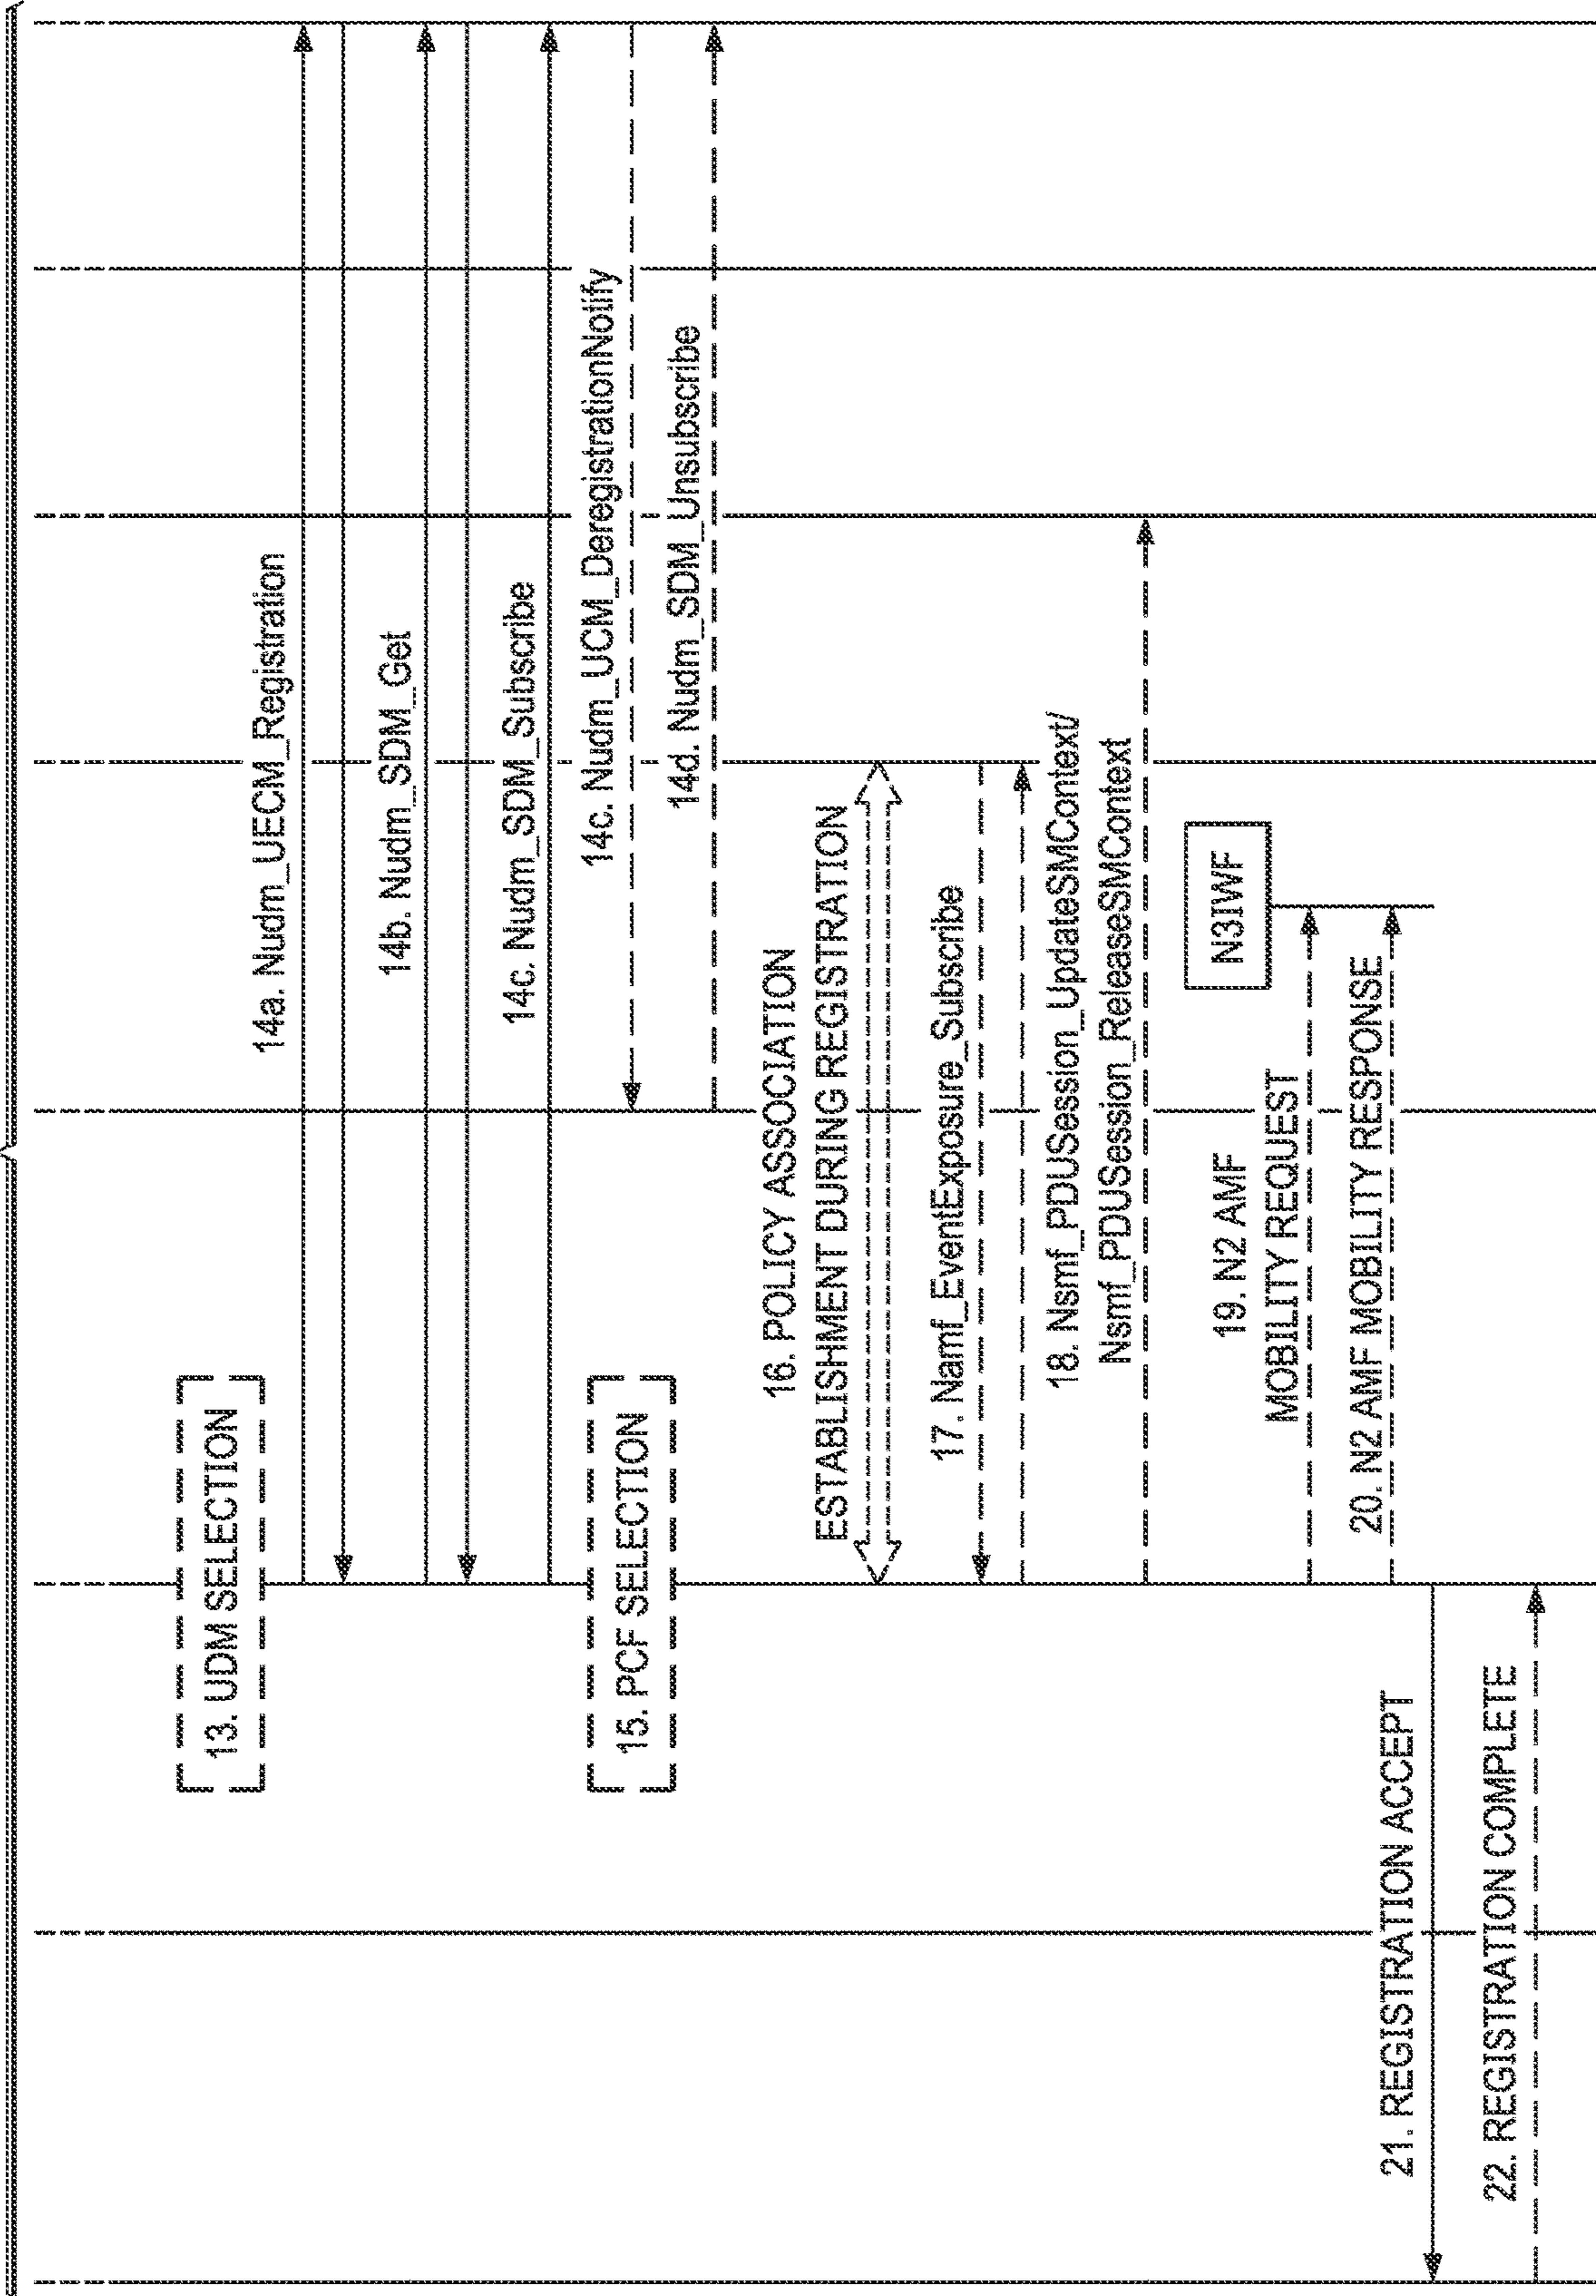 13. UDM SELECTION
14a. Nudm_UECM_Registration
14b. Nudm_SDM_Get
14c. Nudm_SDM_Subscribe
14c. Nudm_UCM_DeregistrationNotify
15. PCF SELECTION
14d. Nudm_SDM_Unsubscribe
16. POLICY ASSOCIATION
ESTABLISHMENT DURING REGISTRATION
17. Namf_EventExposure_Subscribe
18. Nsmf_PDUSession_UpdateSMContext/
Nsmf_PDUSession_ReleaseSMContext
N3IWF
19. N2 AMF
MOBILITY REQUEST
20. N2 AMF MOBILITY RESPONSE
21. REGISTRATION ACCEPT
22. REGISTRATION COMPLETE